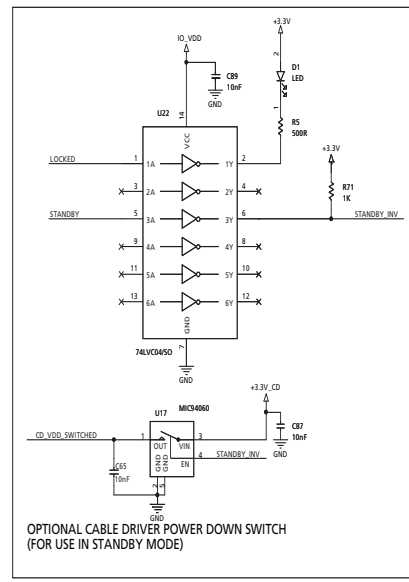 +3.3V
IO_VDD
2
D1
LED
C89
10nF
GND
1
U22
14
R5
500R
VCC
+3.3V
LOCKED 1 1A 1Y 2
R71
1K
3 2A 2Y 4
STANDBY 5 3A 3Y 6 STANDBY_INV
9 4A 4Y 8
11 5A 5Y 10
13 6A 6Y 12
GND
7
74LVC04/SO
GND
+3.3V_CD
U17 MIC94060
C87
10nF
CD_VDD_SWITCHED 1 OUT VIN 3
GND
EN 4 STANDBY_INV
C65
10nF
GND
GND
2
5
GND
OPTIONAL CABLE DRIVER POWER DOWN SWITCH
(FOR USE IN STANDBY MODE)